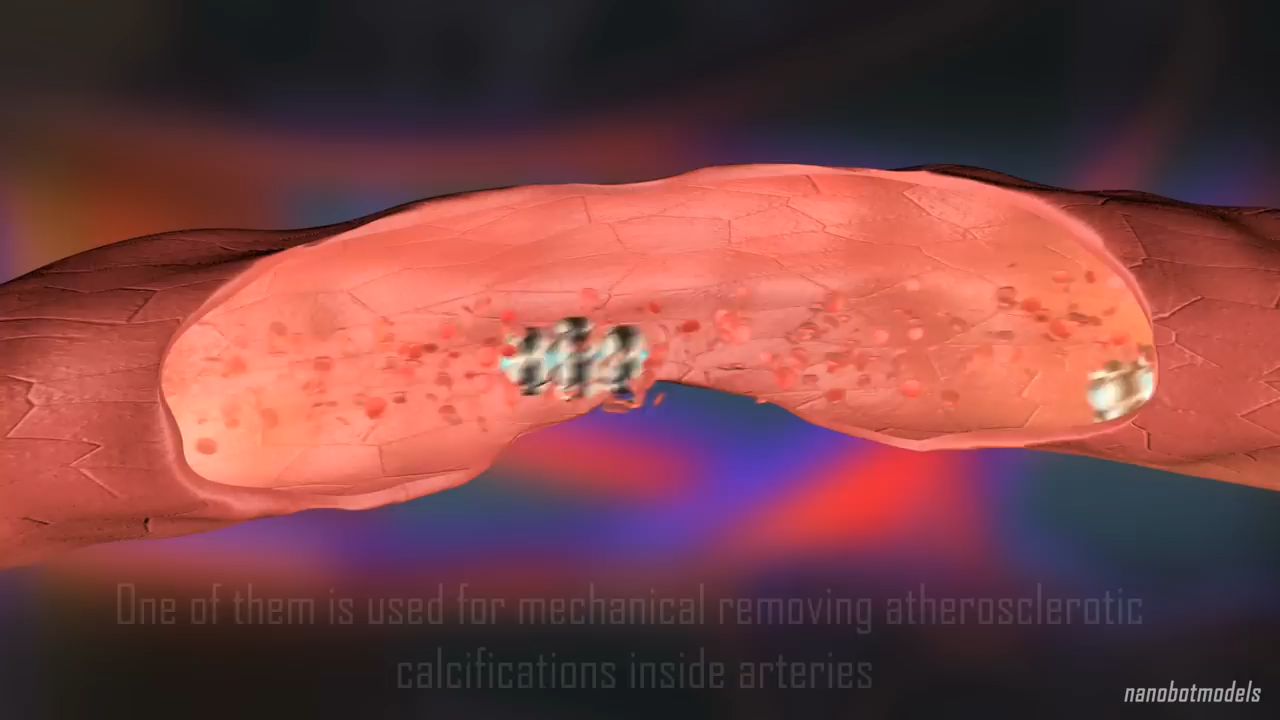 One of them is used for mechanical removing atherosclerotic
calcifications inside arteries
nanobotmodels